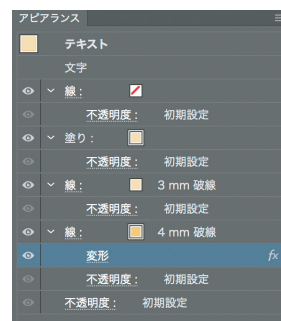 アピアランス
テキスト
文字
線：
不透明度： 初期設定
塗り：
不透明度： 初期設定
線： 3 mm 破線
不透明度： 初期設定
線： 4 mm 破線
変形 fx
不透明度： 初期設定
不透明度： 初期設定